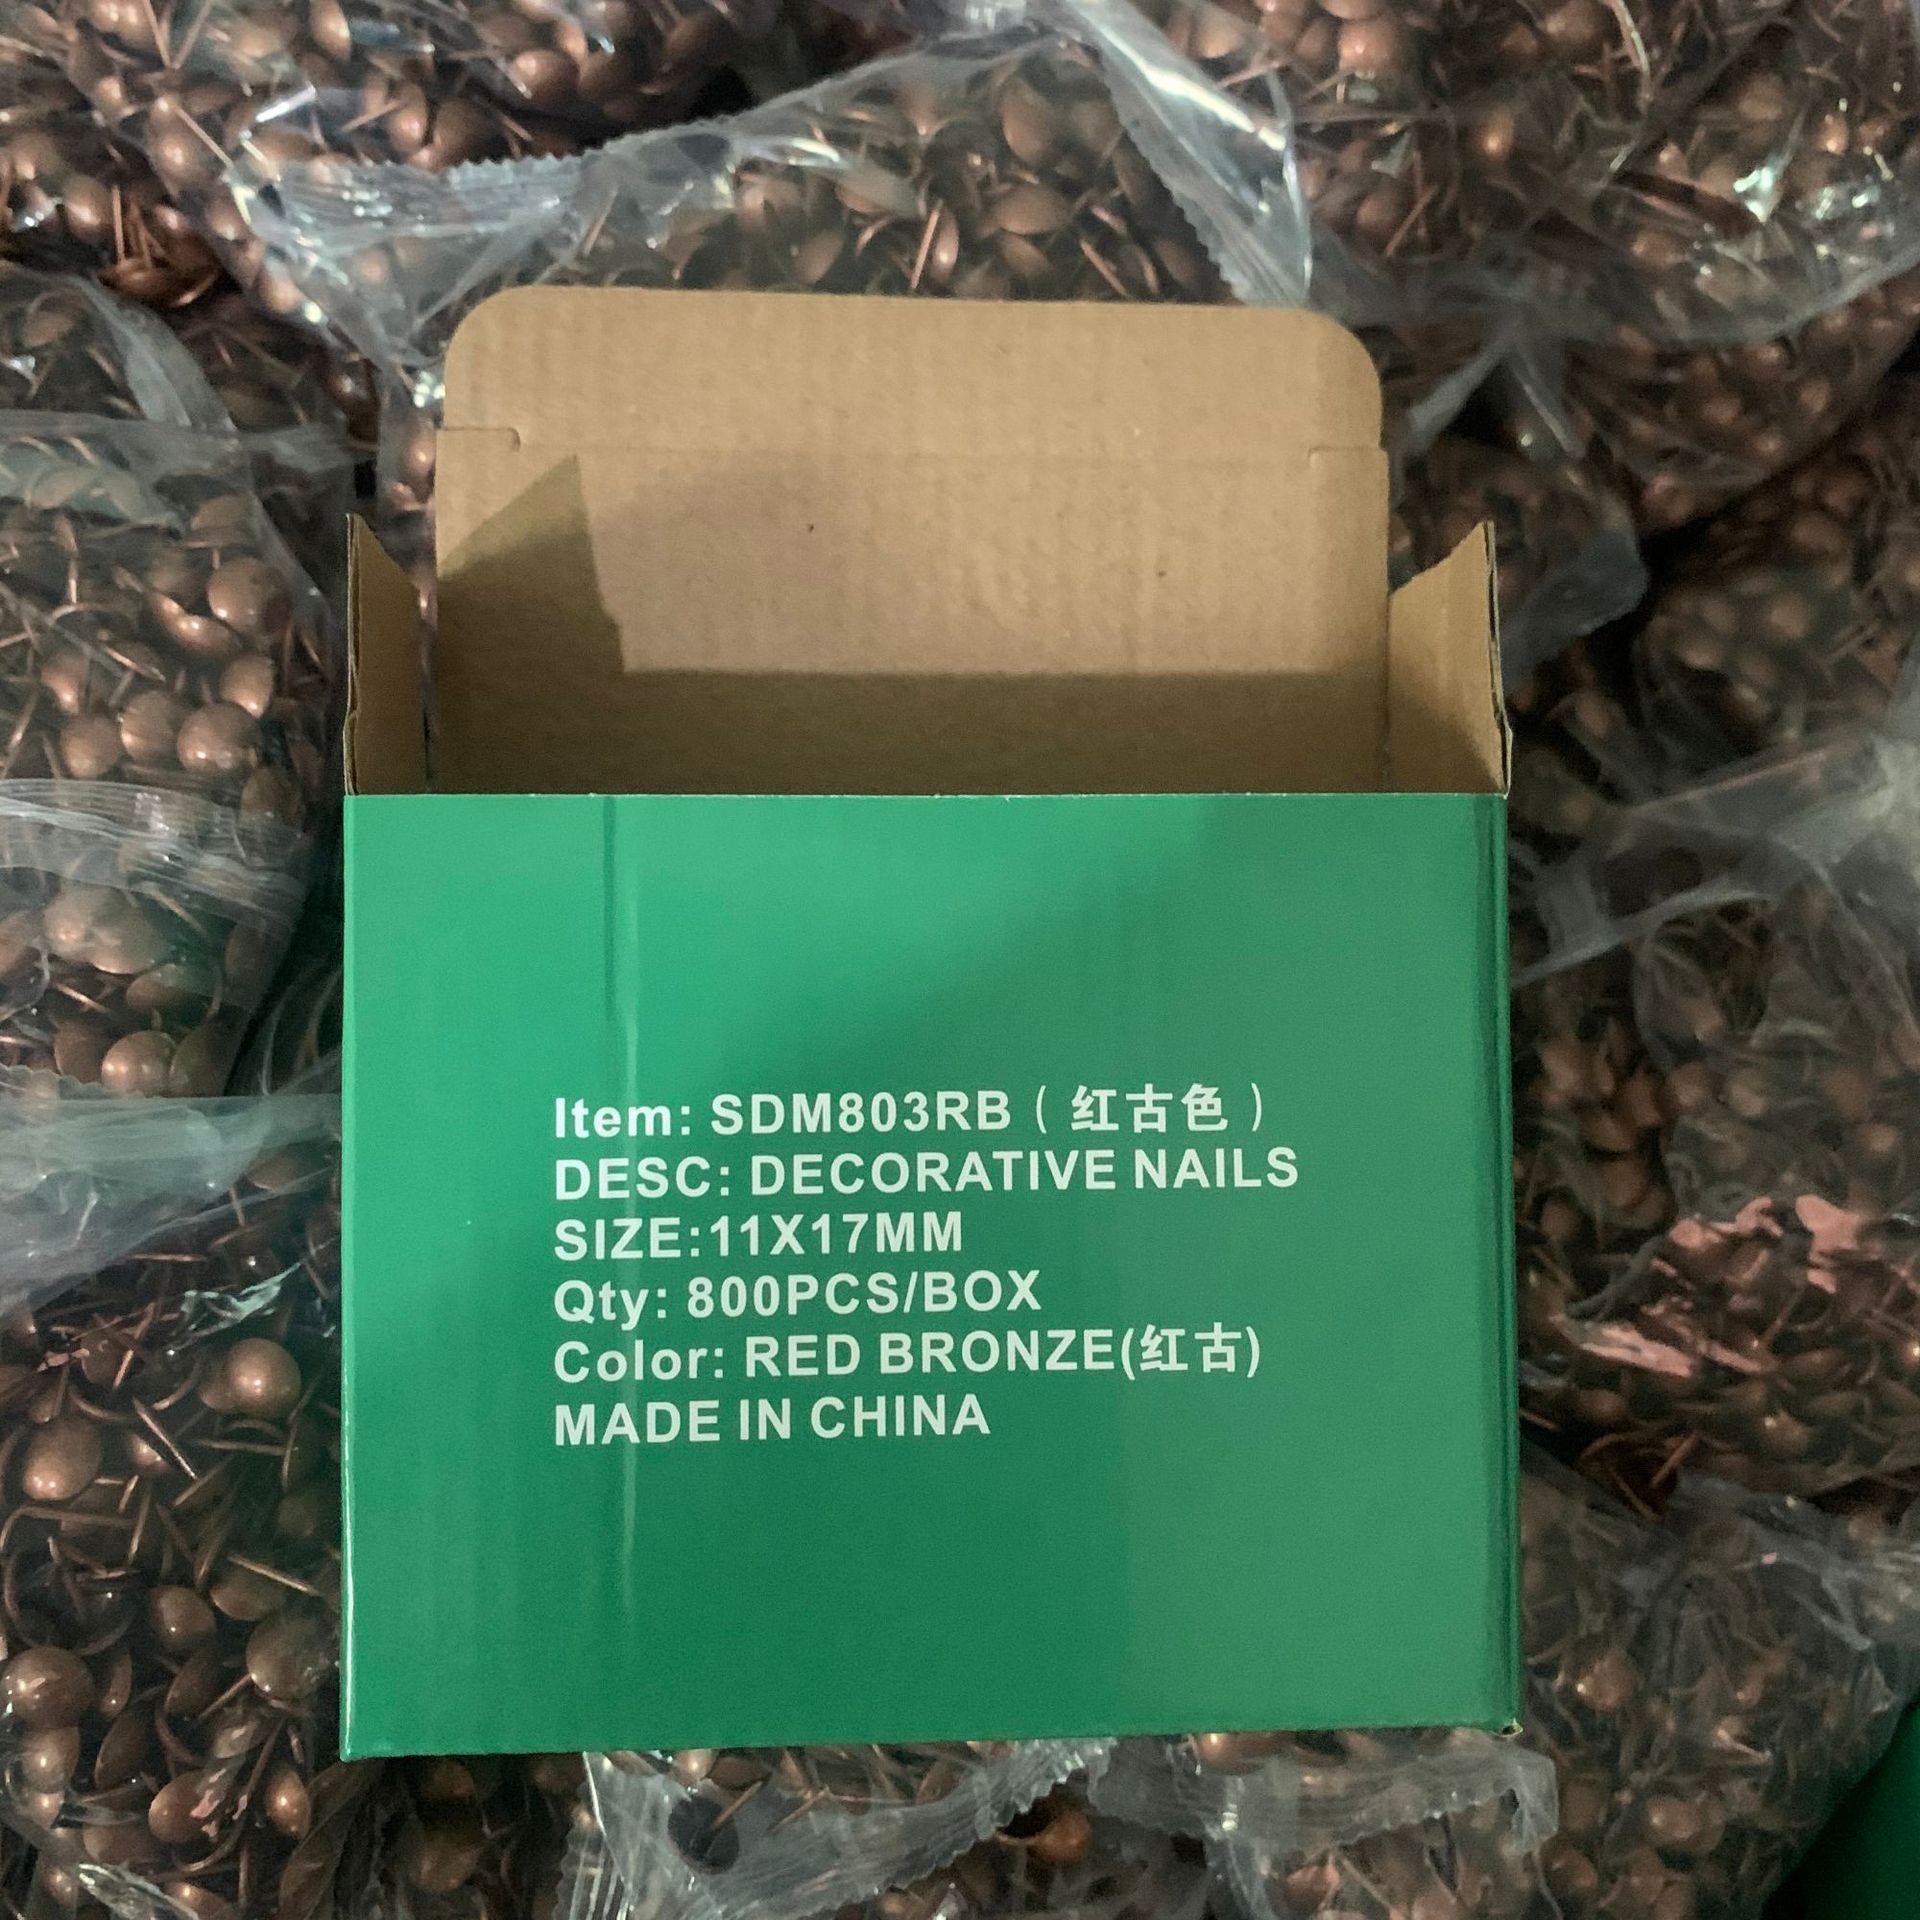 Item: SDM803RB（红古色）
DESC: DECORATIVE NAILS
SIZE:11X17MM
Qty: 800PCS/BOX
Color: RED BRONZE(红古)
MADE IN CHINA